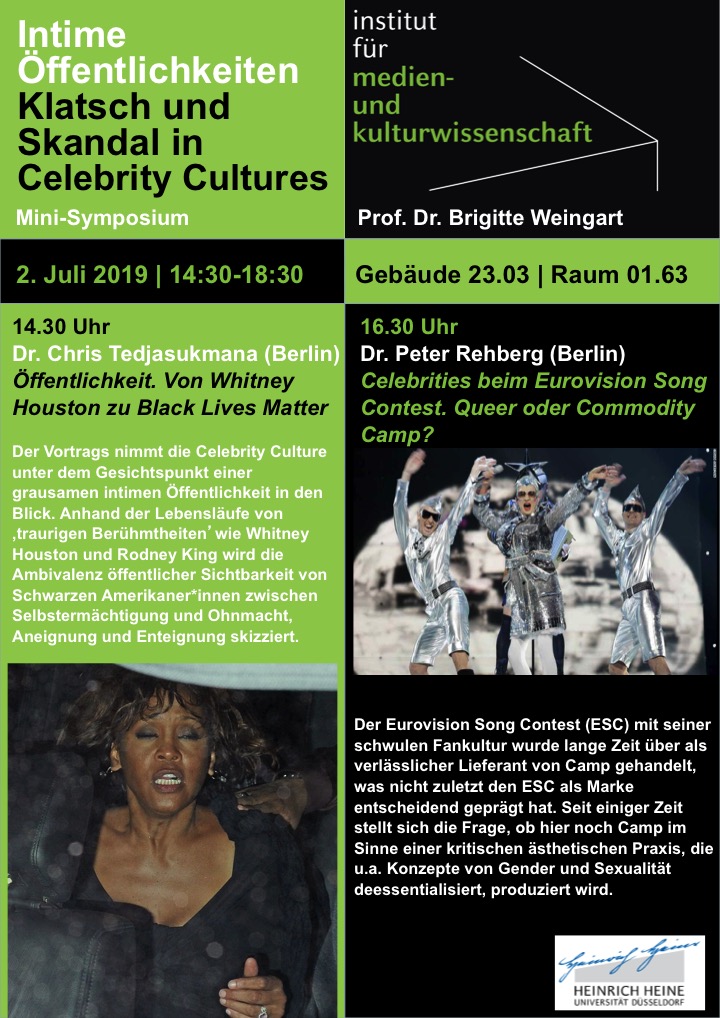 Intime
Öffentlichkeiten
Klatsch und
Skandal in
Celebrity Cultures
Mini-Symposium
institut
für
medien-
und
kulturwissenschaft
Prof. Dr. Brigitte Weingart
2. Juli 2019 | 14:30-18:30
Gebäude 23.03 | Raum 01.63
14.30 Uhr
Dr. Chris Tedjasukmana (Berlin)
Öffentlichkeit. Von Whitney
Houston zu Black Lives Matter
Der Vortrags nimmt die Celebrity Culture
unter dem Gesichtspunkt einer
grausamen intimen Öffentlichkeit in den
Blick. Anhand der Lebensläufe von
‚traurigen Berühmtheiten’ wie Whitney
Houston und Rodney King wird die
Ambivalenz öffentlicher Sichtbarkeit von
Schwarzen Amerikaner*innen zwischen
Selbstermächtigung und Ohnmacht,
Aneignung und Enteignung skizziert.
16.30 Uhr
Dr. Peter Rehberg (Berlin)
Celebrities beim Eurovision Song
Contest. Queer oder Commodity
Camp?
Der Eurovision Song Contest (ESC) mit seiner
schwulen Fankultur wurde lange Zeit über als
verlässlicher Lieferant von Camp gehandelt,
was nicht zuletzt den ESC als Marke
entscheidend geprägt hat. Seit einiger Zeit
stellt sich die Frage, ob hier noch Camp im
Sinne einer kritischen ästhetischen Praxis, die
u.a. Konzepte von Gender und Sexualität
deessentialisiert, produziert wird.
Heinrich Heine
HEINRICH HEINE
UNIVERSITÄT DÜSSELDORF